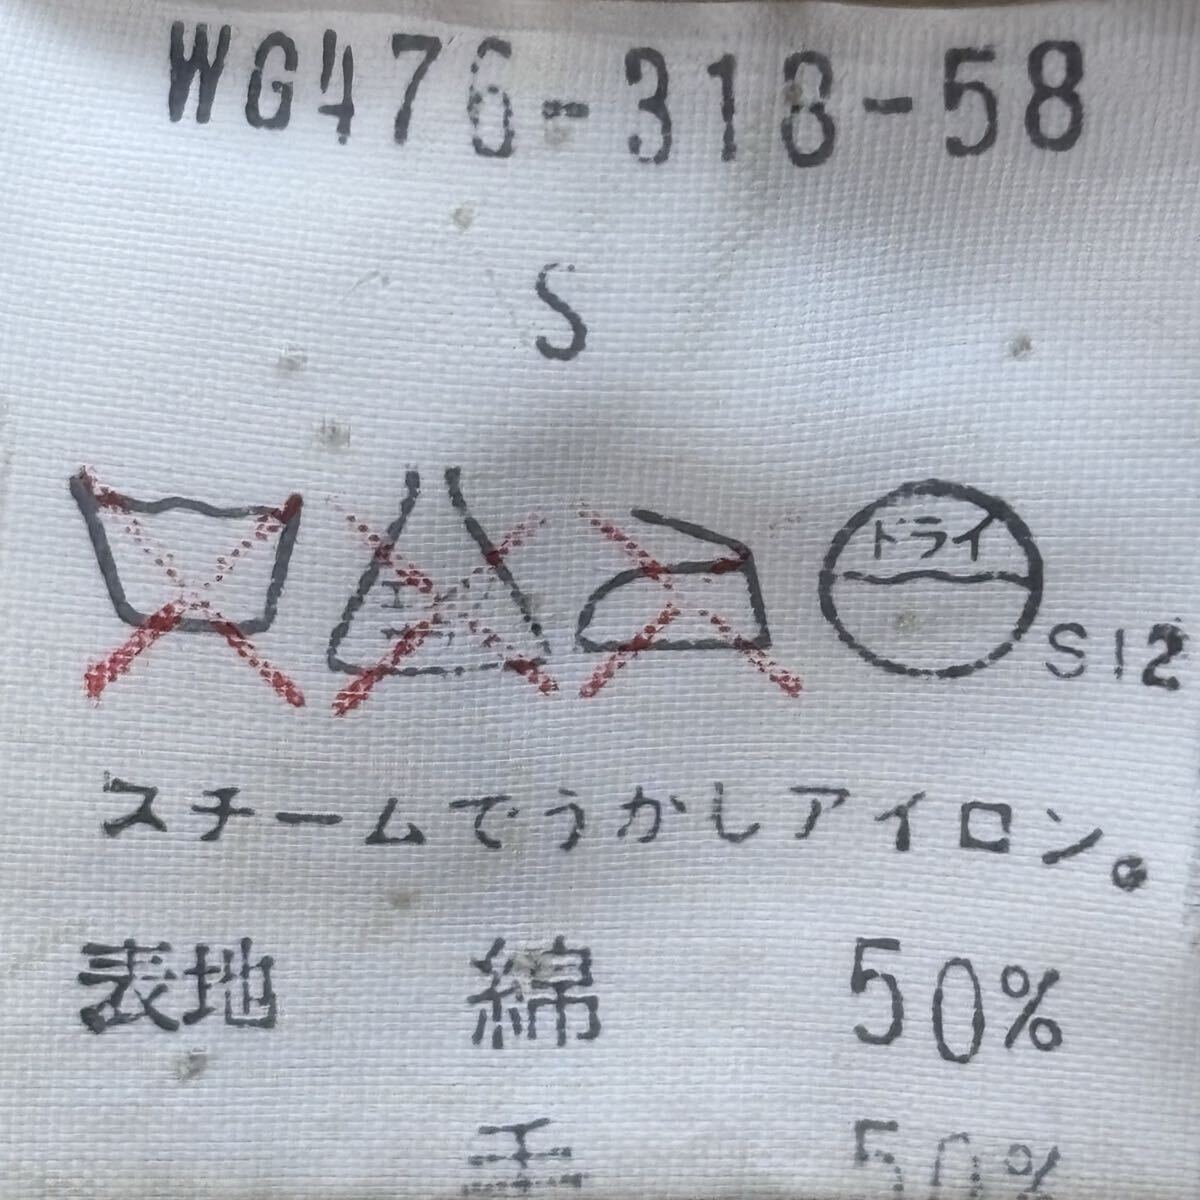 WG476-318-58
S
ドライ
S12
スチームでうかしアイロン。
表地 綿 50%
50%